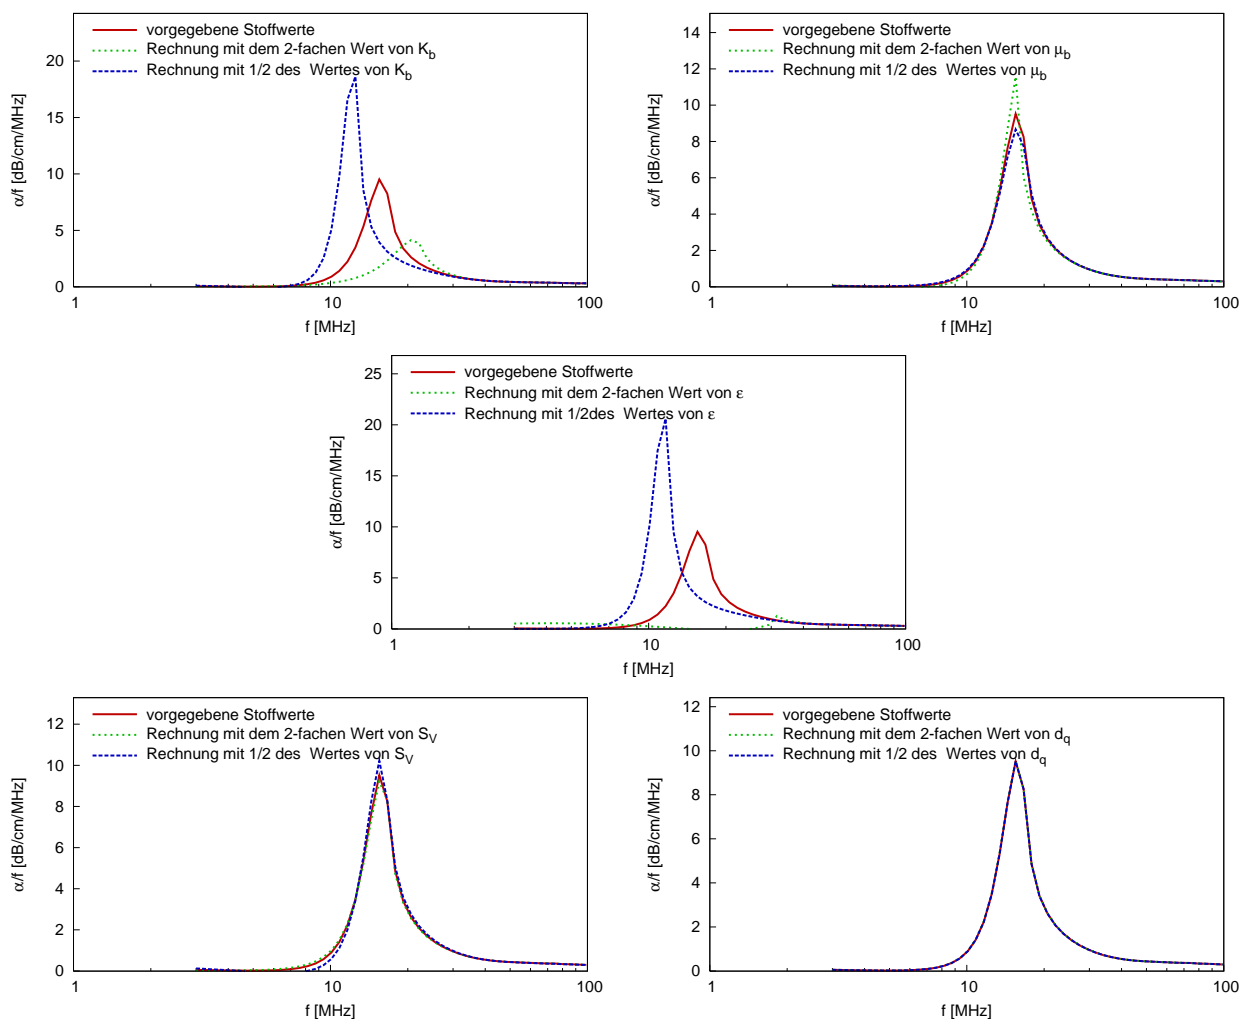 vorgegebene Stoffwerte
Rechnung mit dem 2-fachen Wert von K_b
Rechnung mit 1/2 des Wertes von K_b
α/f [dB/cm/MHz]
20
15
10
5
0
1
10
100
f [MHz]
vorgegebene Stoffwerte
Rechnung mit dem 2-fachen Wert von μ_b
Rechnung mit 1/2 des Wertes von μ_b
α/f [dB/cm/MHz]
14
12
10
8
6
4
2
0
1
10
100
f [MHz]
vorgegebene Stoffwerte
Rechnung mit dem 2-fachen Wert von ε
Rechnung mit 1/2des Wertes von ε
α/f [dB/cm/MHz]
25
20
15
10
5
0
1
10
100
f [MHz]
vorgegebene Stoffwerte
Rechnung mit dem 2-fachen Wert von S_V
Rechnung mit 1/2 des Wertes von S_V
α/f [dB/cm/MHz]
12
10
8
6
4
2
0
1
10
100
f [MHz]
vorgegebene Stoffwerte
Rechnung mit dem 2-fachen Wert von d_q
Rechnung mit 1/2 des Wertes von d_q
α/f [dB/cm/MHz]
12
10
8
6
4
2
0
1
10
100
f [MHz]